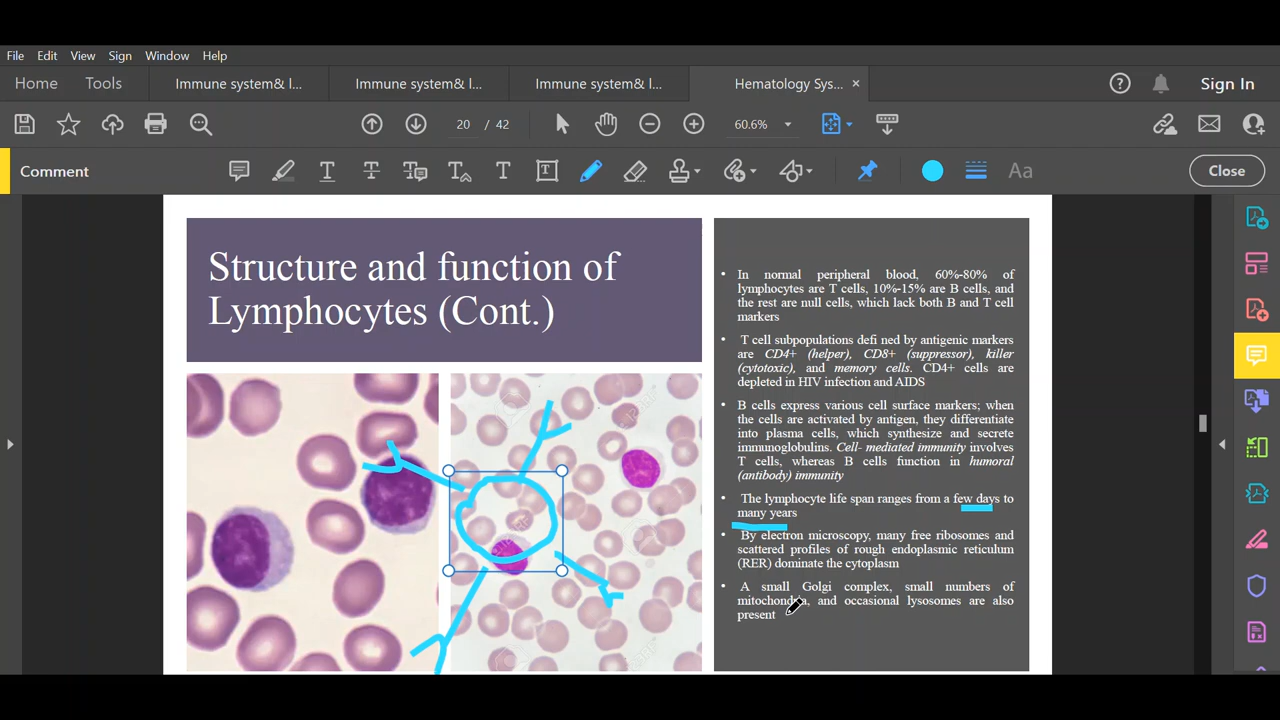 File Edit View Sign Window Help
Home Tools Immune system& l... Immune system& l... Immune system& l... Hematology Sys... × Sign In
20 / 42 60.6%
Comment Aa Close
Structure and function of
Lymphocytes (Cont.)
• In normal peripheral blood, 60%-80% of
lymphocytes are T cells, 10%-15% are B cells, and
the rest are null cells, which lack both B and T cell
markers
• T cell subpopulations defi ned by antigenic markers
are CD4+ (helper), CD8+ (suppressor), killer
(cytotoxic), and memory cells. CD4+ cells are
depleted in HIV infection and AIDS
• B cells express various cell surface markers; when
the cells are activated by antigen, they differentiate
into plasma cells, which synthesize and secrete
immunoglobulins. Cell- mediated immunity involves
T cells, whereas B cells function in humoral
(antibody) immunity
• The lymphocyte life span ranges from a few days to
many years
• By electron microscopy, many free ribosomes and
scattered profiles of rough endoplasmic reticulum
(RER) dominate the cytoplasm
• A small Golgi complex, small numbers of
mitochondria, and occasional lysosomes are also
present